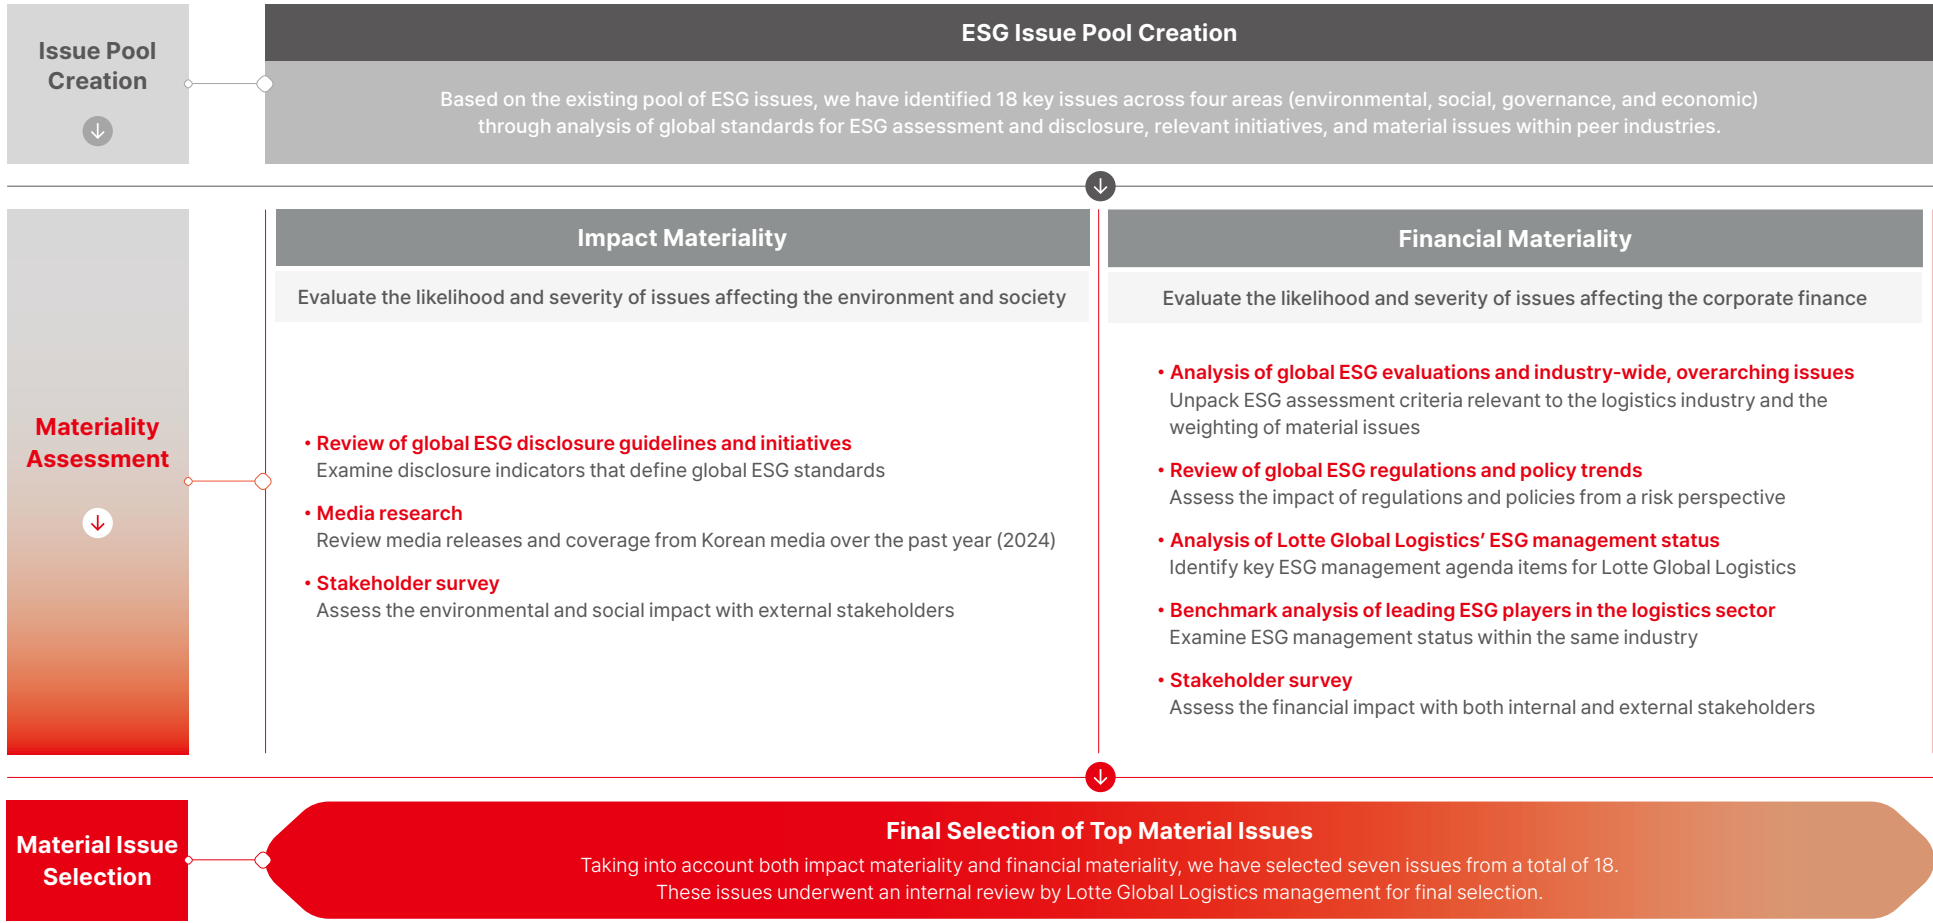 Issue Pool
Creation
ESG Issue Pool Creation
Based on the existing pool of ESG issues, we have identified 18 key issues across four areas (environmental, social, governance, and economic)
through analysis of global standards for ESG assessment and disclosure, relevant initiatives, and material issues within peer industries.
Materiality
Assessment
Impact Materiality
Evaluate the likelihood and severity of issues affecting the environment and society
• Review of global ESG disclosure guidelines and initiatives
Examine disclosure indicators that define global ESG standards
• Media research
Review media releases and coverage from Korean media over the past year (2024)
• Stakeholder survey
Assess the environmental and social impact with external stakeholders
Financial Materiality
Evaluate the likelihood and severity of issues affecting the corporate finance
• Analysis of global ESG evaluations and industry-wide, overarching issues
Unpack ESG assessment criteria relevant to the logistics industry and the
weighting of material issues
• Review of global ESG regulations and policy trends
Assess the impact of regulations and policies from a risk perspective
• Analysis of Lotte Global Logistics’ ESG management status
Identify key ESG management agenda items for Lotte Global Logistics
• Benchmark analysis of leading ESG players in the logistics sector
Examine ESG management status within the same industry
• Stakeholder survey
Assess the financial impact with both internal and external stakeholders
Material Issue
Selection
Final Selection of Top Material Issues
Taking into account both impact materiality and financial materiality, we have selected seven issues from a total of 18.
These issues underwent an internal review by Lotte Global Logistics management for final selection.